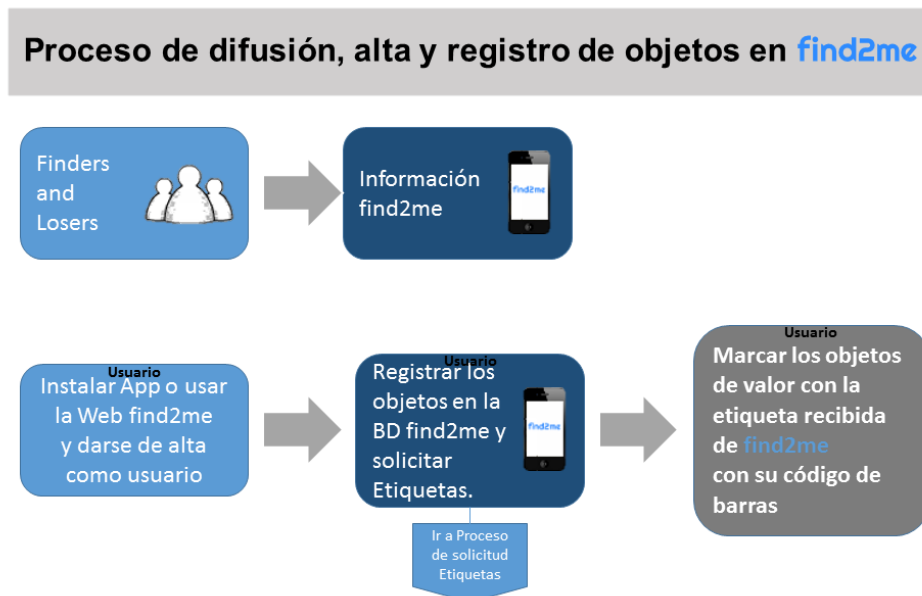 Proceso de difusión, alta y registro de objetos en find2me
Finders
and
Losers
Información
find2me
find2me
Usuario
Instalar App o usar
la Web find2me
y darse de alta
como usuario
Usuario
Registrar los
objetos en la
BD find2me y
solicitar
Etiquetas.
find2me
Usuario
Marcar los objetos
de valor con la
etiqueta recibida
de find2me
con su código de
barras
Ir a Proceso
de solicitud
Etiquetas